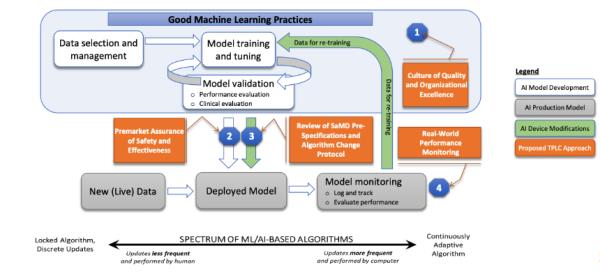 Good Machine Learning Practices
Data selection and
management
Model training
and tuning
Data for re-training
1
Culture of Quality
and Organizational
Excellence
Model validation
o Performance evaluation
o Clinical evaluation
Data for re-training
Legend
AI Model Development
AI Production Model
AI Device Modifications
Proposed TPLC Approach
Premarket Assurance
of Safety and
Effectiveness
2
3
Review of SaMD Pre-
Specifications and
Algorithm Change
Protocol
Real-World
Performance
Monitoring
New (Live) Data
Deployed Model
Model monitoring
o Log and track
o Evaluate performance
4
Locked Algorithm,
Discrete Updates
SPECTRUM OF ML/AI-BASED ALGORITHMS
Updates less frequent
and performed by human
Updates more frequent
and performed by computer
Continuously
Adaptive
Algorithm